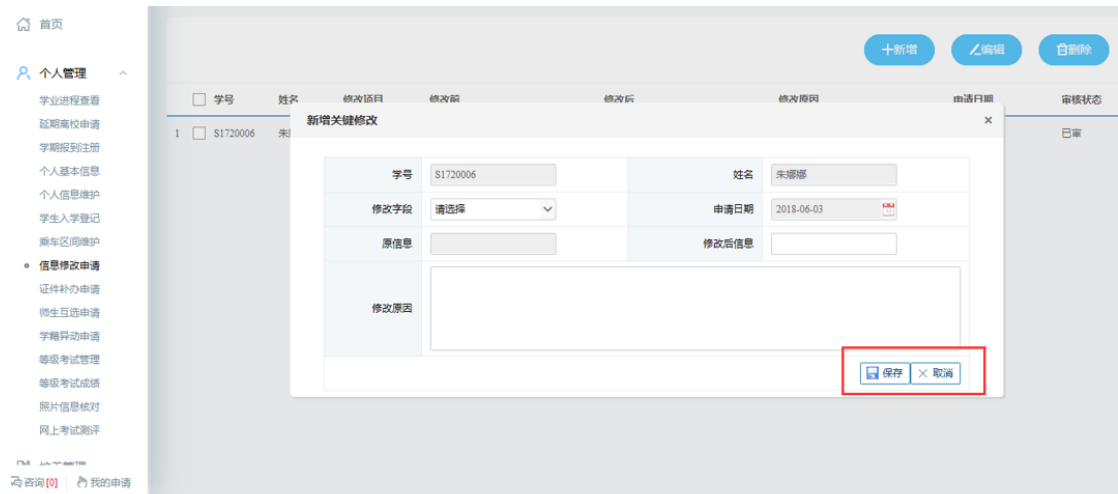 首页
个人管理
学业进程查看
延期离校申请
学期报到注册
个人基本信息
个人信息维护
学生入学登记
乘车区间维护
信息修改申请
证件补办申请
师生互选申请
学籍异动申请
等级考试管理
等级考试成绩
照片信息核对
网上考试测评
咨询[0] 我的申请
新增 编辑 删除
学号 姓名 修改项目 修改前 修改后 修改原因 申请日期 审核状态
1 S1720006 已审
新增关键修改
学号 S1720006 姓名 朱娜娜
修改字段 请选择 申请日期 2018-06-03
原信息 修改后信息
修改原因
保存 取消